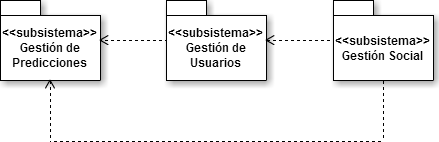 <<subsistema>>
Gestión de
Predicciones
<<subsistema>>
Gestión de
Usuarios
<<subsistema>>
Gestión Social